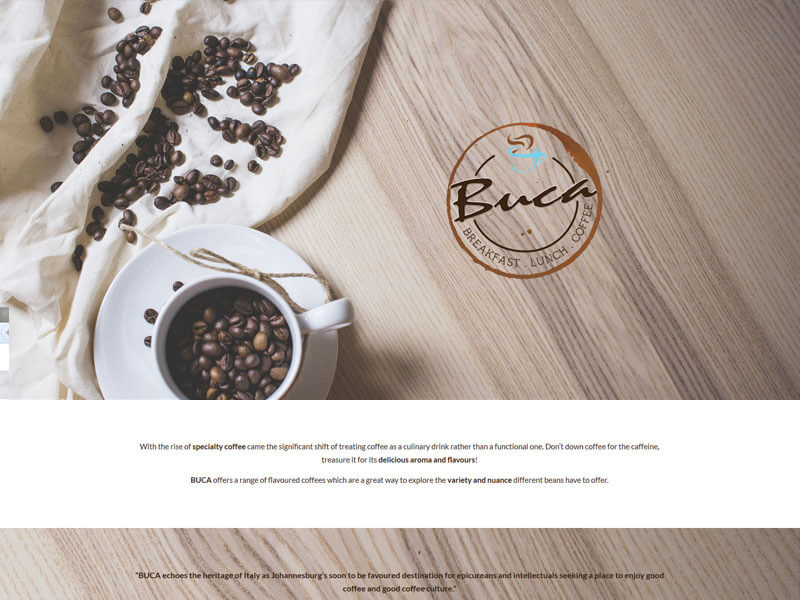 Buca
BREAKFAST . LUNCH . COFFEE
With the rise of specialty coffee came the significant shift of treating coffee as a culinary drink rather than a functional one. Don't down coffee for the caffeine,
treasure it for its delicious aroma and flavours!
BUCA offers a range of flavoured coffees which are a great way to explore the variety and nuance different beans have to offer.
"BUCA echoes the heritage of Italy as Johannesburg's soon to be favoured destination for epicureans and intellectuals seeking a place to enjoy good
coffee and good coffee-culture."